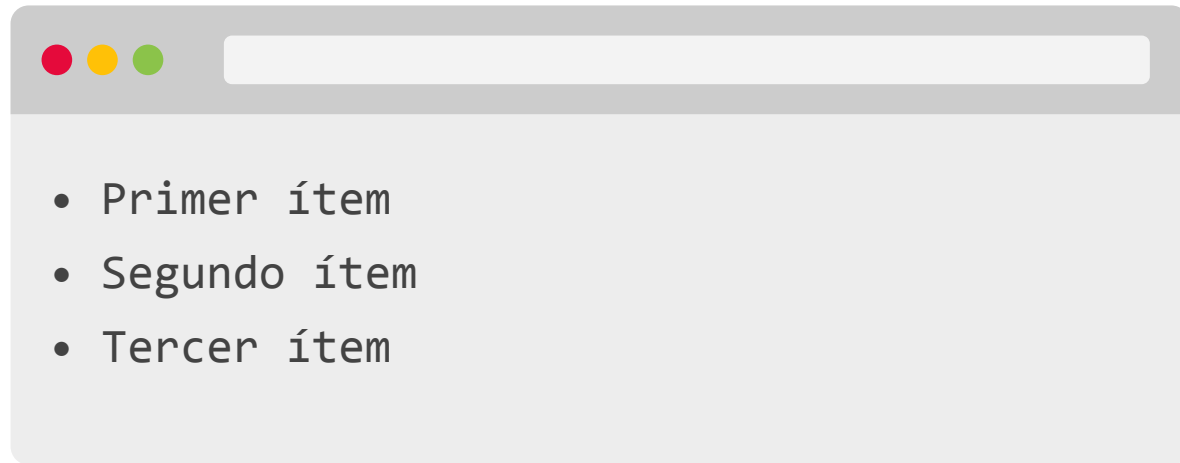 • Primer ítem
• Segundo ítem
• Tercer ítem